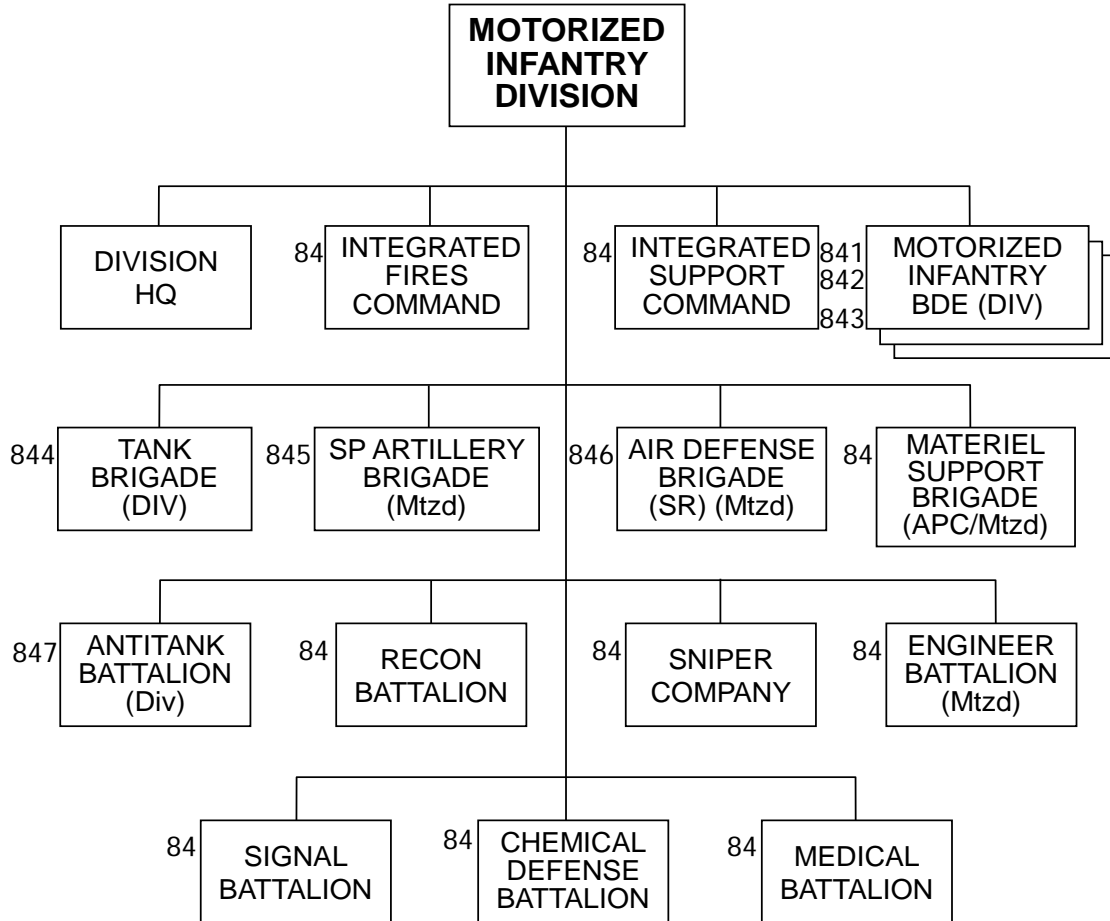 MOTORIZED
INFANTRY
DIVISION
DIVISION
HQ
84
INTEGRATED
FIRES
COMMAND
84
INTEGRATED
SUPPORT
COMMAND
841
842
843
MOTORIZED
INFANTRY
BDE (DIV)
844
TANK
BRIGADE
(DIV)
845
SP ARTILLERY
BRIGADE
(Mtzd)
846
AIR DEFENSE
BRIGADE
(SR) (Mtzd)
84
MATERIEL
SUPPORT
BRIGADE
(APC/Mtzd)
847
ANTITANK
BATTALION
(Div)
84
RECON
BATTALION
84
SNIPER
COMPANY
84
ENGINEER
BATTALION
(Mtzd)
84
SIGNAL
BATTALION
84
CHEMICAL
DEFENSE
BATTALION
84
MEDICAL
BATTALION